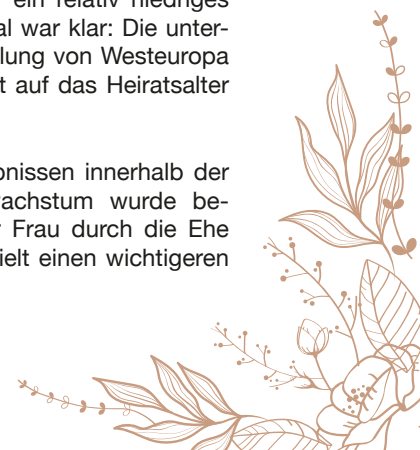 ein relativ niedriges
al war klar: Die unter-
lung von Westeuropa
t auf das Heiratsalter
bnissen innerhalb der
achstum wurde be-
r Frau durch die Ehe
ielt einen wichtigeren